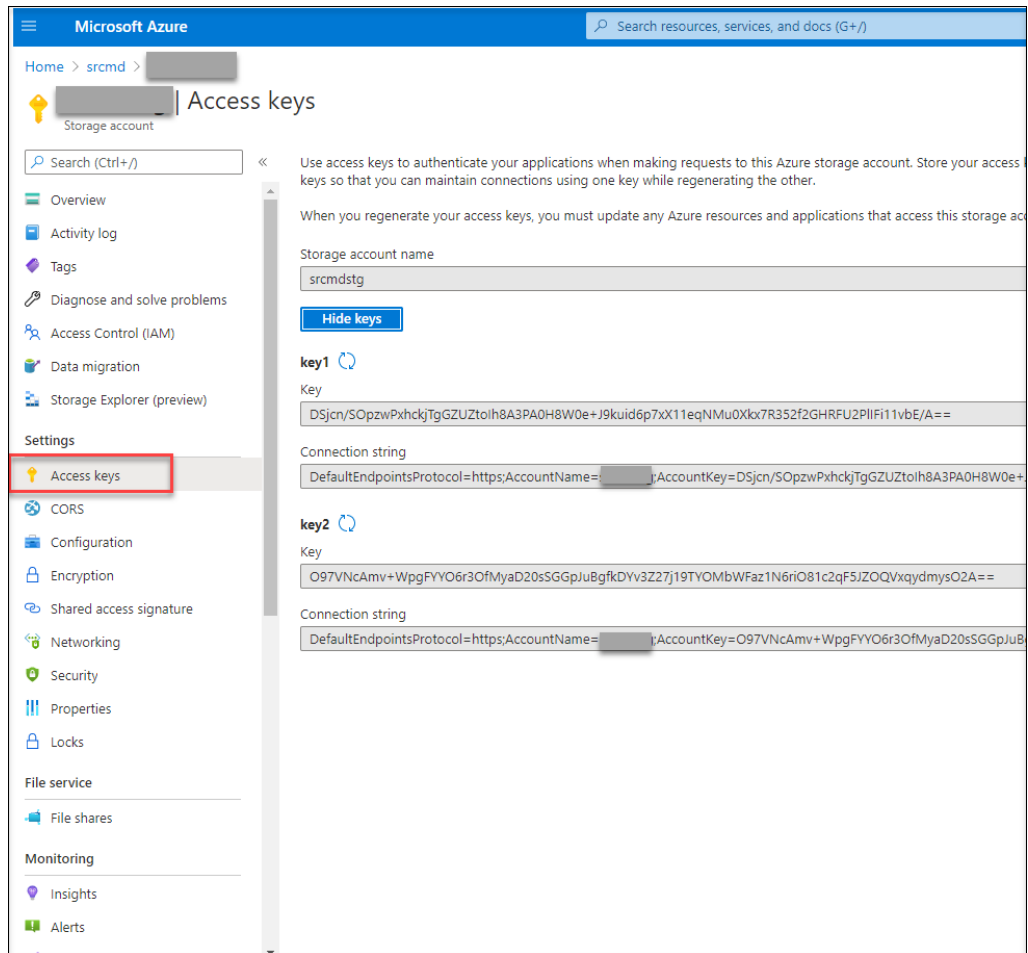 Microsoft Azure
Search resources, services, and docs (G+/)
Home > srcmd >
| Access keys
Storage account
Search (Ctrl+/)
«
Use access keys to authenticate your applications when making requests to this Azure storage account. Store your access
keys so that you can maintain connections using one key while regenerating the other.
When you regenerate your access keys, you must update any Azure resources and applications that access this storage
Overview
Activity log
Tags
Diagnose and solve problems
Access Control (IAM)
Data migration
Storage Explorer (preview)
Settings
Access keys
CORS
Configuration
Encryption
Shared access signature
Networking
Security
Properties
Locks
File service
File shares
Monitoring
Insights
Alerts
Storage account name
srcmdstg
Hide keys
key1
Key
DSjcn/SOpzwPxhckjTgGZUZtoIh8A3PA0H8W0e+J9kuid6p7xX11eqNMu0Xkx7R352f2GHRFU2PlIFi11vbE/A==
Connection string
DefaultEndpointsProtocol=https;AccountName= ;AccountKey=DSjcn/SOpzwPxhckjTgGZUZtoIh8A3PA0H8W0e+
key2
Key
O97VNcAmv+WpgFYYO6r3OfMyaD20sSGGpJuBgfkDYv3Z27j19TYOMbWFaz1N6riO81c2qF5JZOQVxqydmysO2A==
Connection string
DefaultEndpointsProtocol=https;AccountName= ;AccountKey=O97VNcAmv+WpgFYYO6r3OfMyaD20sSGGpJuB